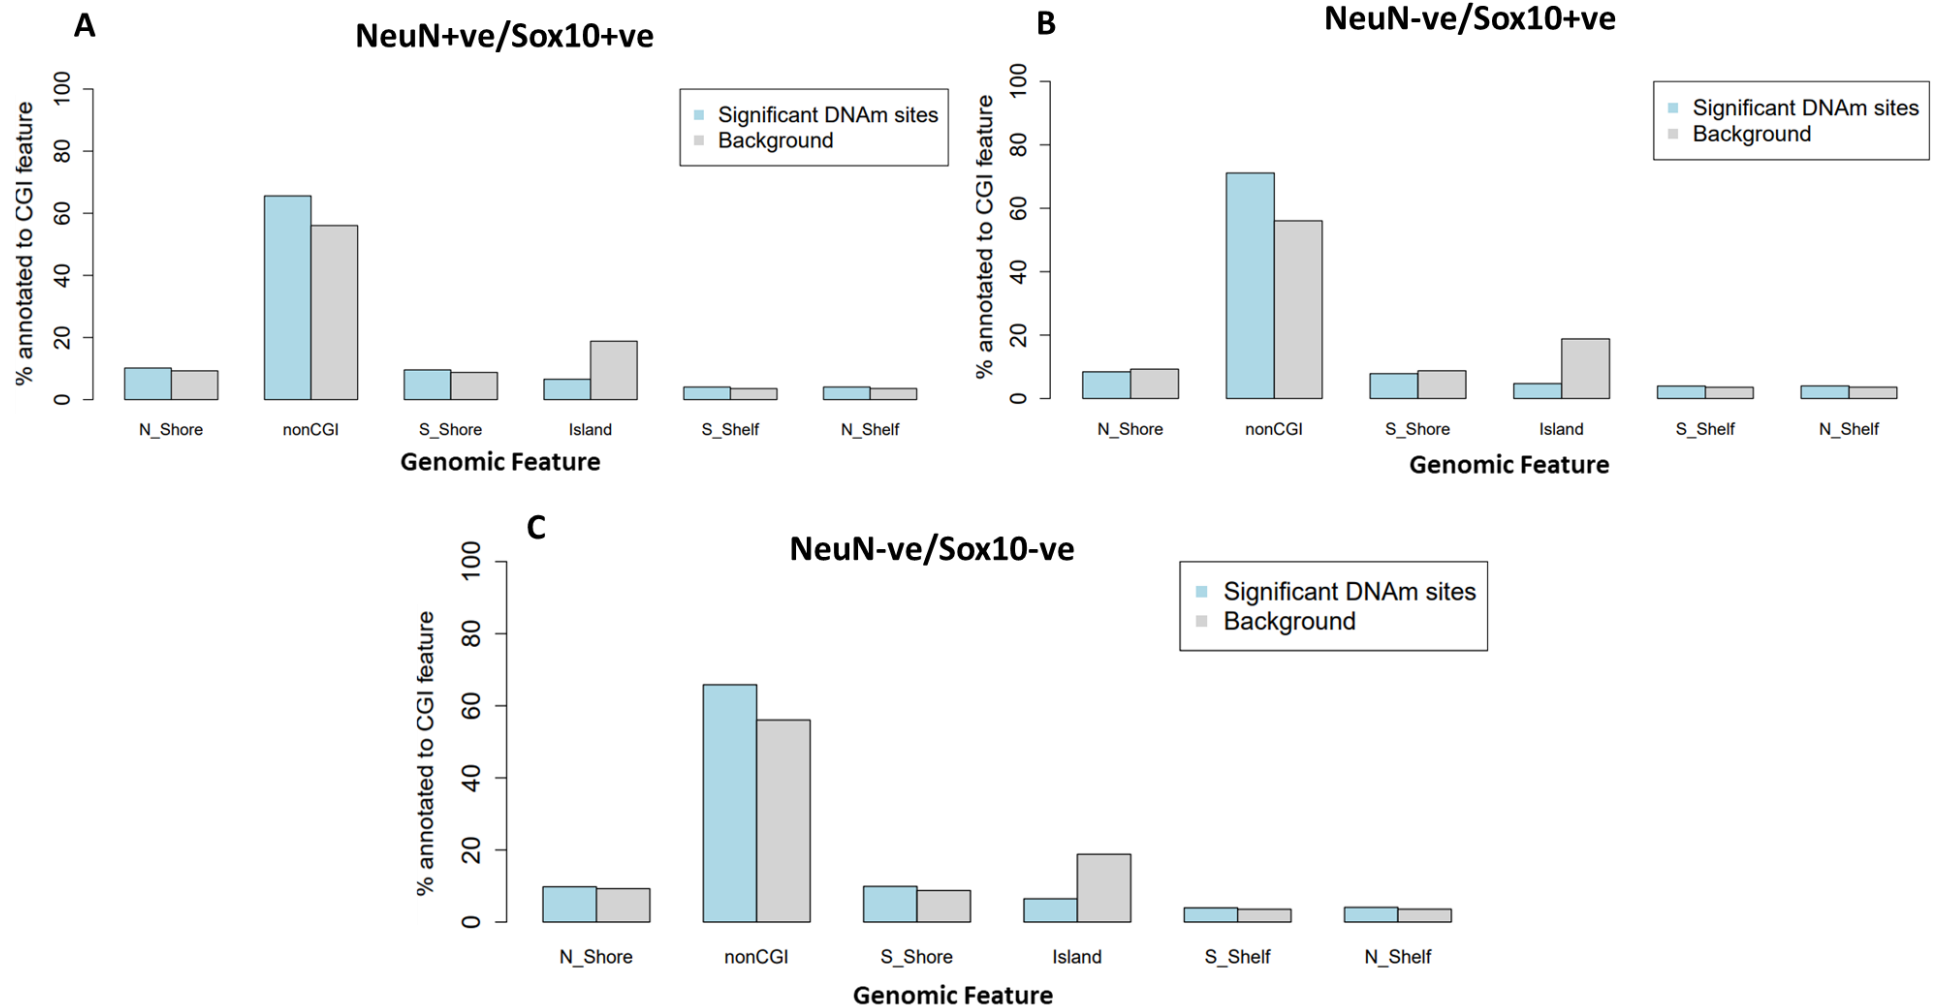 A
NeuN+ve/Sox10+ve
% annotated to CGI feature
100
80
60
40
20
0
Significant DNAm sites
Background
N_Shore nonCGI S_Shore Island S_Shelf N_Shelf
Genomic Feature
B
NeuN-ve/Sox10+ve
% annotated to CGI feature
100
80
60
40
20
0
Significant DNAm sites
Background
N_Shore nonCGI S_Shore Island S_Shelf N_Shelf
Genomic Feature
C
NeuN-ve/Sox10-ve
% annotated to CGI feature
100
80
60
40
20
0
Significant DNAm sites
Background
N_Shore nonCGI S_Shore Island S_Shelf N_Shelf
Genomic Feature